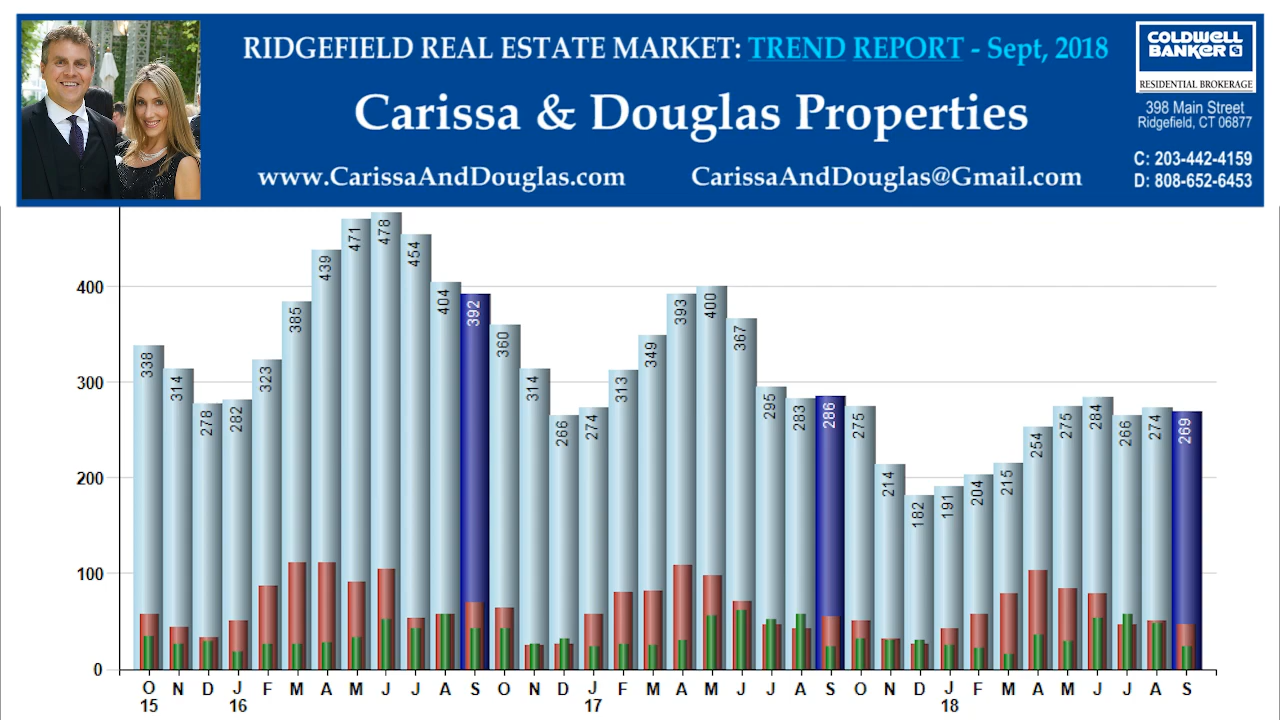 RIDGEFIELD REAL ESTATE MARKET: TREND REPORT - Sept, 2018
Carissa & Douglas Properties
www.CarissaAndDouglas.com CarissaAndDouglas@Gmail.com
COLDWELL
BANKER CB
RESIDENTIAL BROKERAGE
398 Main Street
Ridgefield, CT 06877
C: 203-442-4159
D: 808-652-6453
400
300
200
100
0
338 314 278 282 323 385 439 471 478 454 404 392 360 314 266 274 313 349 393 400 367 295 283 286 275 214 182 191 204 215 254 275 284 266 274 269
O N D J F M A M J J A S O N D J F M A M J J A S O N D J F M A M J J A S
15 16 17 18